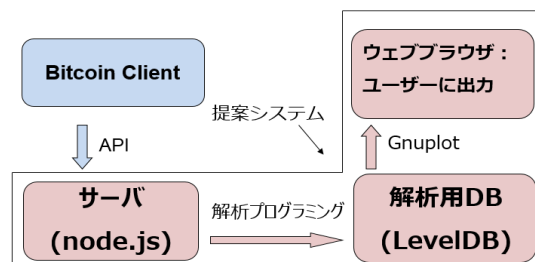 Bitcoin Client
API
提案システム
ウェブブラウザ：
ユーザーに出力
Gnuplot
サーバ
(node.js)
解析プログラミング
解析用DB
(LevelDB)